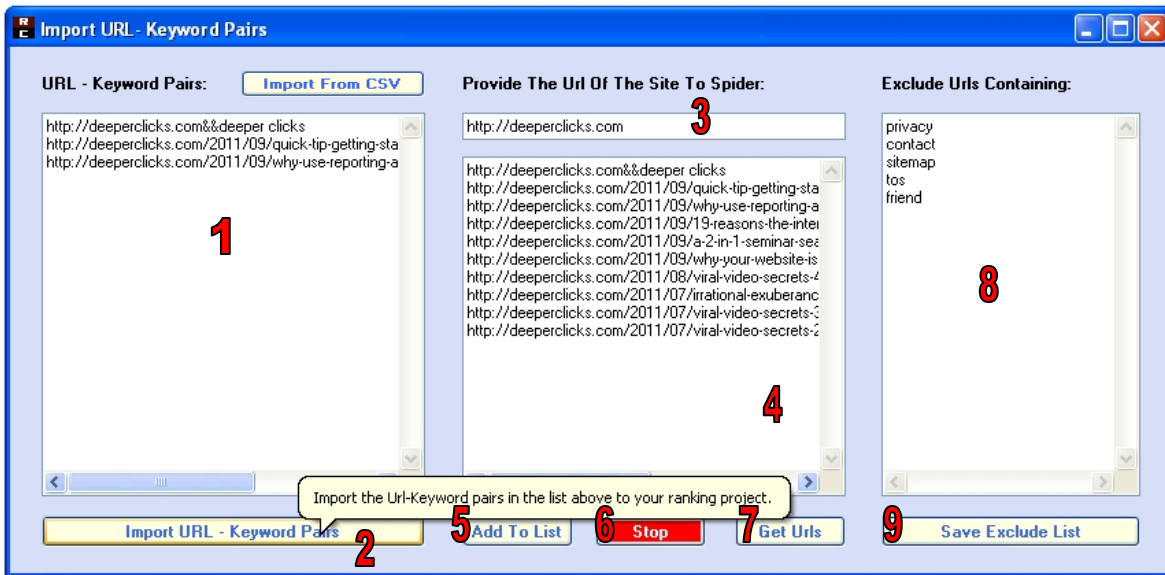 R C Import URL- Keyword Pairs
URL - Keyword Pairs:
Import From CSV
http://deeperclicks.com&&deeper clicks
http://deeperclicks.com/2011/09/quick-tip-getting-sta
http://deeperclicks.com/2011/09/why-use-reporting-a
1
Import URL - Keyword Pairs
2
Provide The Url Of The Site To Spider:
http://deeperclicks.com
3
http://deeperclicks.com&&deeper clicks
http://deeperclicks.com/2011/09/quick-tip-getting-sta
http://deeperclicks.com/2011/09/why-use-reporting-a
http://deeperclicks.com/2011/09/19-reasons-the-inter
http://deeperclicks.com/2011/09/a-2-in-1-seminar-sea
http://deeperclicks.com/2011/09/why-your-website-is
http://deeperclicks.com/2011/08/viral-video-secrets-4
http://deeperclicks.com/2011/07/irrational-exuberanc
http://deeperclicks.com/2011/07/viral-video-secrets-3
http://deeperclicks.com/2011/07/viral-video-secrets-2
4
Import the Url-Keyword pairs in the list above to your ranking project.
5
Add To List
6
Stop
7
Get Urls
Exclude Urls Containing:
privacy
contact
sitemap
tos
friend
8
9
Save Exclude List